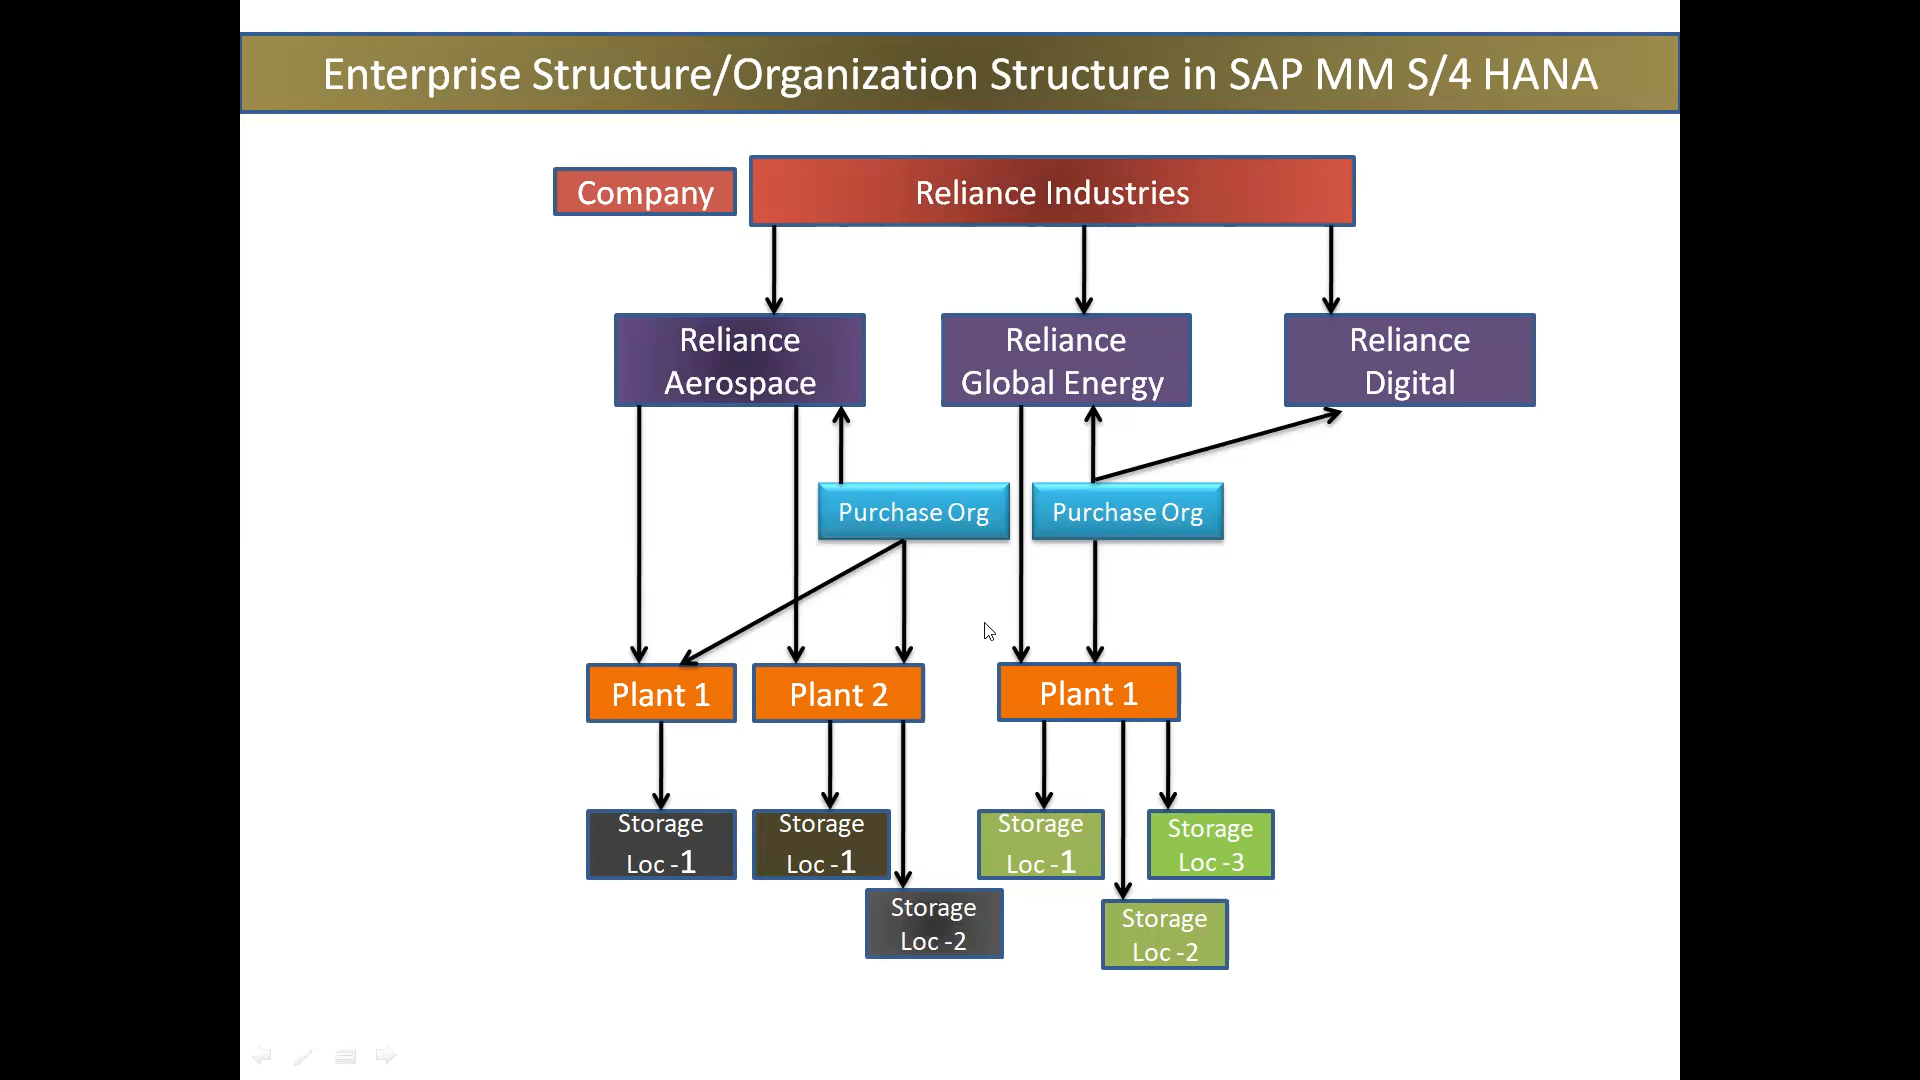 Enterprise Structure/Organization Structure in SAP MM S/4 HANA
Company
Reliance Industries
Reliance
Aerospace
Reliance
Global Energy
Reliance
Digital
Purchase Org
Purchase Org
Plant 1
Plant 2
Plant 1
Storage
Loc -1
Storage
Loc -1
Storage
Loc -2
Storage
Loc -1
Storage
Loc -2
Storage
Loc -3